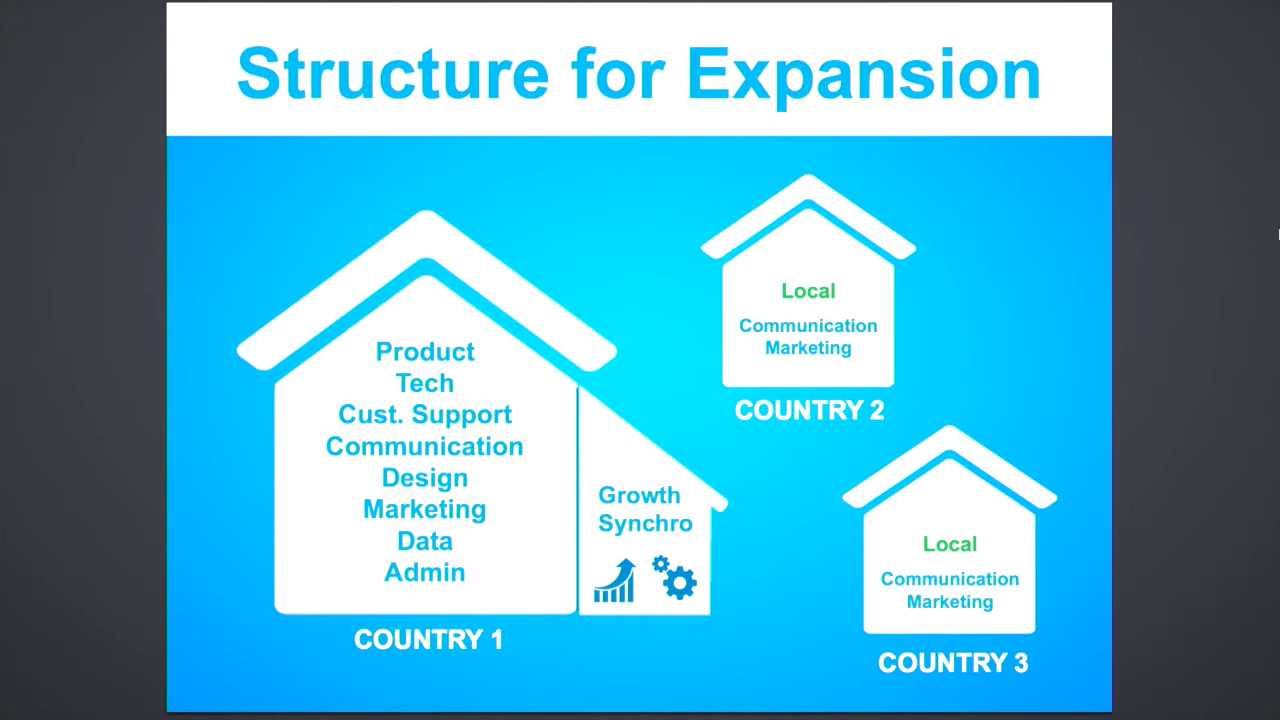 Structure for Expansion
Product
Tech
Cust. Support
Communication
Design
Marketing
Data
Admin
Growth
Synchro
COUNTRY 1
Local
Communication
Marketing
COUNTRY 2
Local
Communication
Marketing
COUNTRY 3